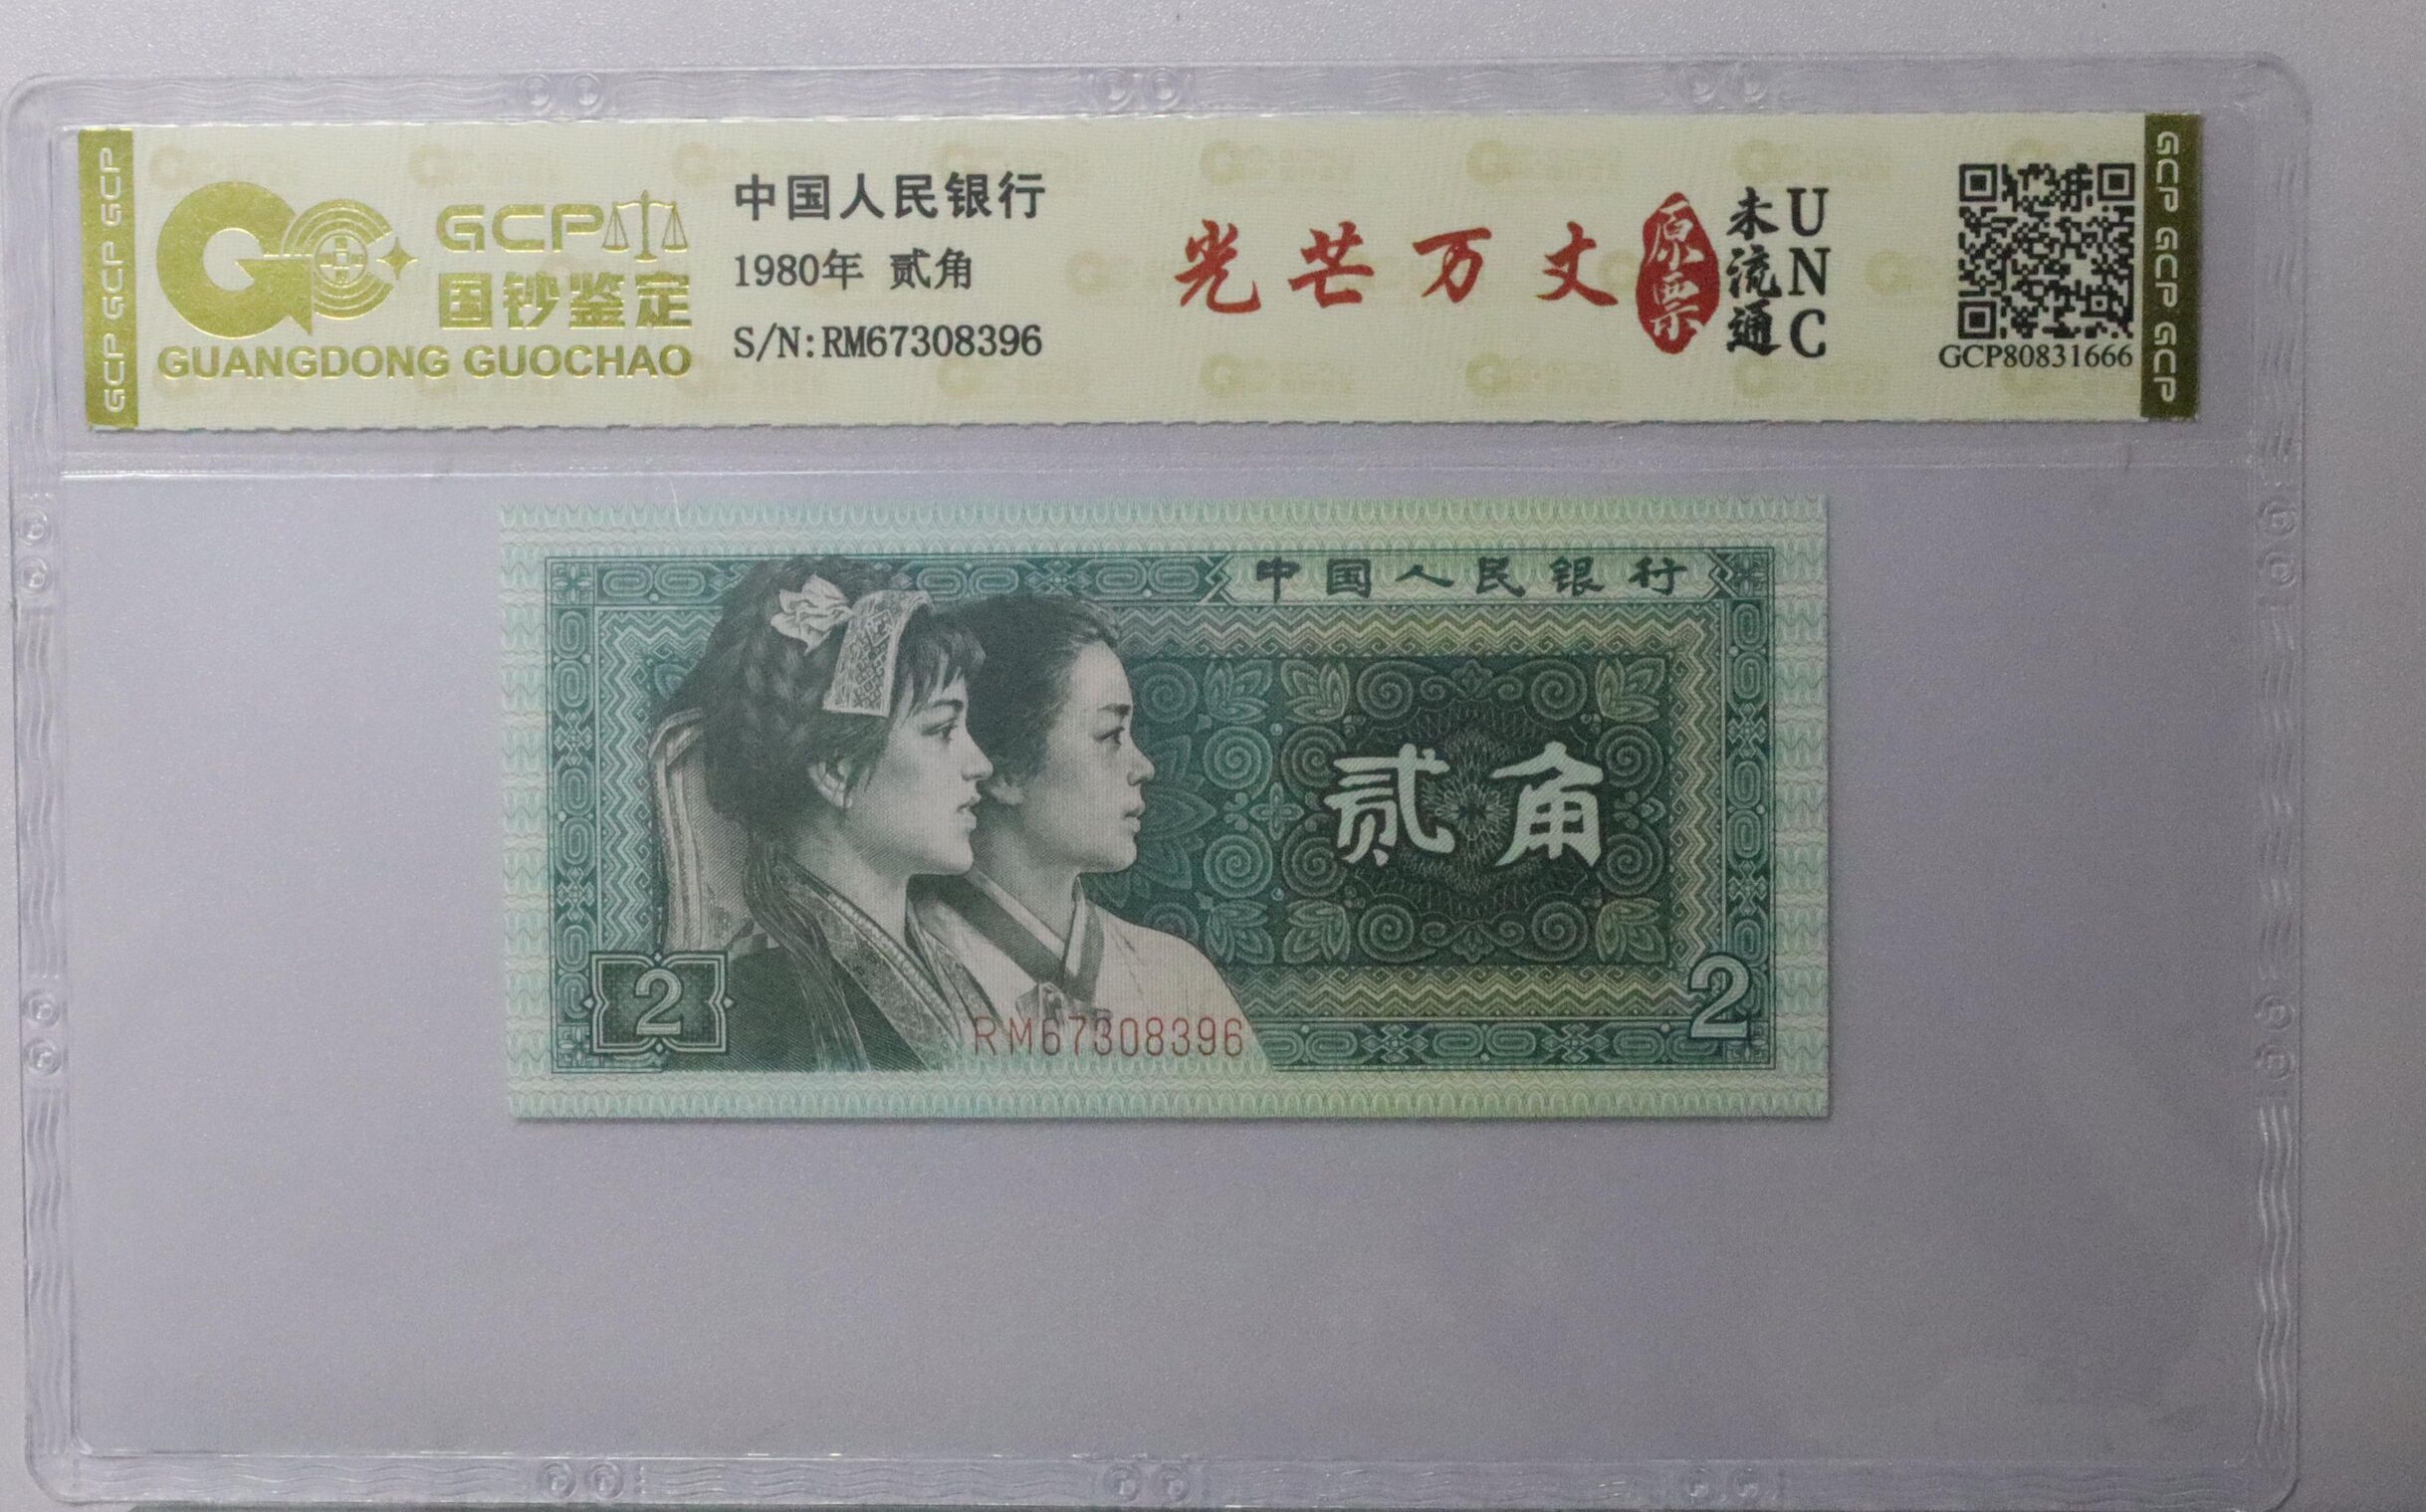 GCP GCP GCP
GCP
国钞鉴定
GUANGDONG GUOCHAO
中国人民银行
1980年 贰角
S/N:RM67308396
光芒万丈
原票
未流通
UNC
GCP80831666
GCP GCP GCP
中国人民银行
贰角
2
2
RM67308396